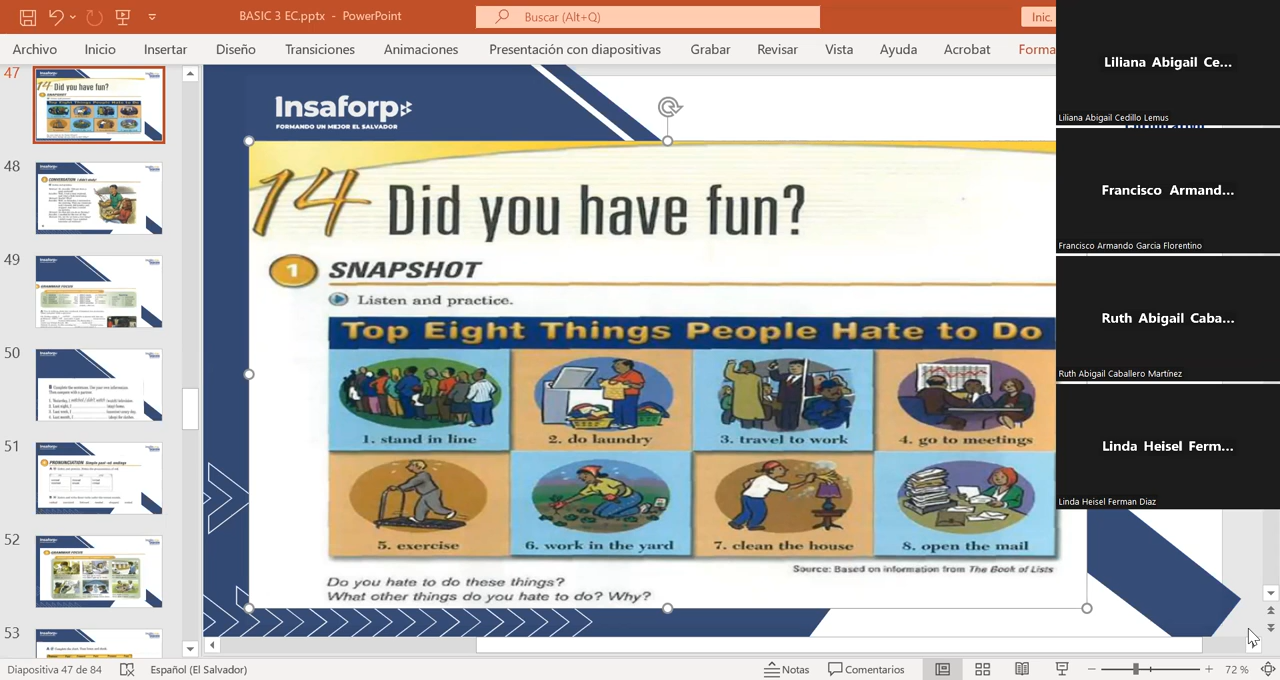 BASIC 3 EC.pptx - PowerPoint
Buscar (Alt+Q)
Inic.
Archivo Inicio Insertar Diseño Transiciones Animaciones Presentación con diapositivas Grabar Revisar Vista Ayuda Acrobat Forma
47
48
49
50
51
52
53
Insaforp
FORMANDO UN MEJOR EL SALVADOR
14 Did you have fun?
1 SNAPSHOT
Listen and practice.
Top Eight Things People Hate to Do
1. stand in line
2. do laundry
3. travel to work
4. go to meetings
5. exercise
6. work in the yard
7. clean the house
8. open the mail
Source: Based on information from The Book of Lists
Do you hate to do these things?
What other things do you hate to do? Why?
Liliana Abigail Ce...
Liliana Abigail Cedillo Lemus
Francisco Armand...
Francisco Armando Garcia Florentino
Ruth Abigail Caba...
Ruth Abigail Caballero Martínez
Linda Heisel Ferm...
Linda Heisel Ferman Diaz
Diapositiva 47 de 84
Español (El Salvador)
Notas
Comentarios
72 %